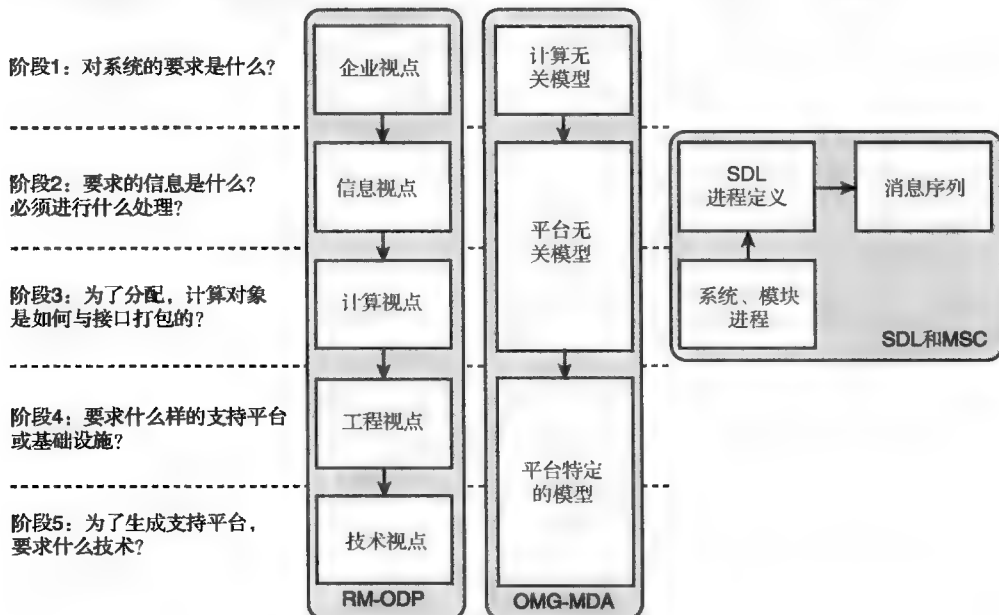 阶段1：对系统的要求是什么？
企业视点
计算无
关模型
阶段2：要求的信息是什么？
必须进行什么处理？
信息视点
平台无
关模型
SDL
进程定义
消息序列
阶段3：为了分配，计算对象
是如何与接口打包的？
计算视点
系统、模块
进程
SDL和MSC
阶段4：要求什么样的支持平台
或基础设施？
工程视点
平台特定
的模型
阶段5：为了生成支持平台，
要求什么技术？
技术视点
RM-ODP
OMG-MDA